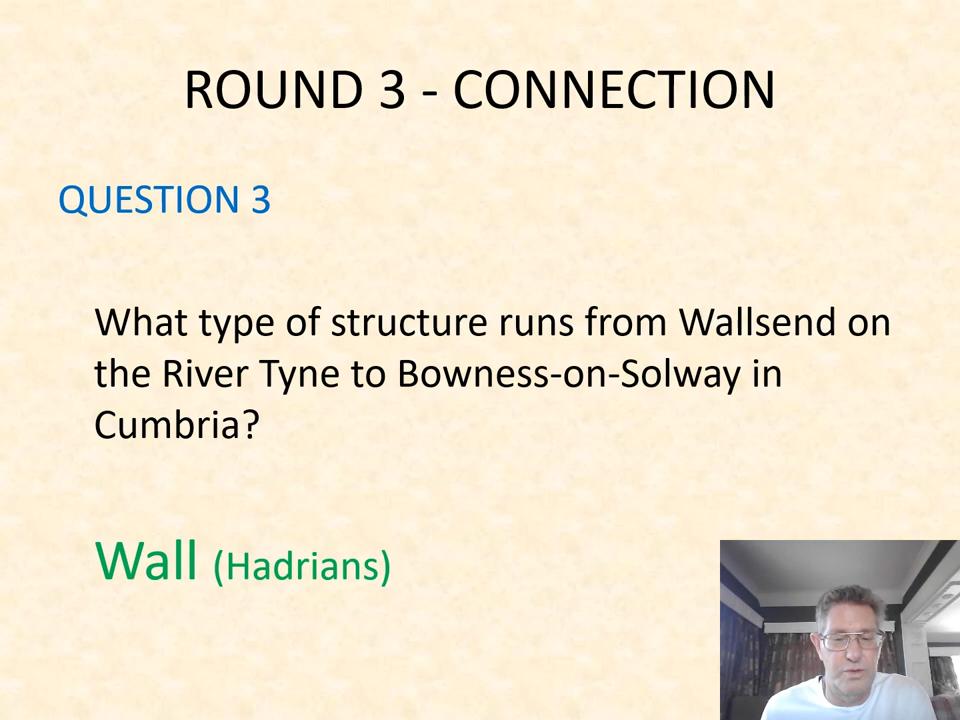 ROUND 3 - CONNECTION
QUESTION 3
What type of structure runs from Wallsend on
the River Tyne to Bowness-on-Solway in
Cumbria?
Wall (Hadrians)